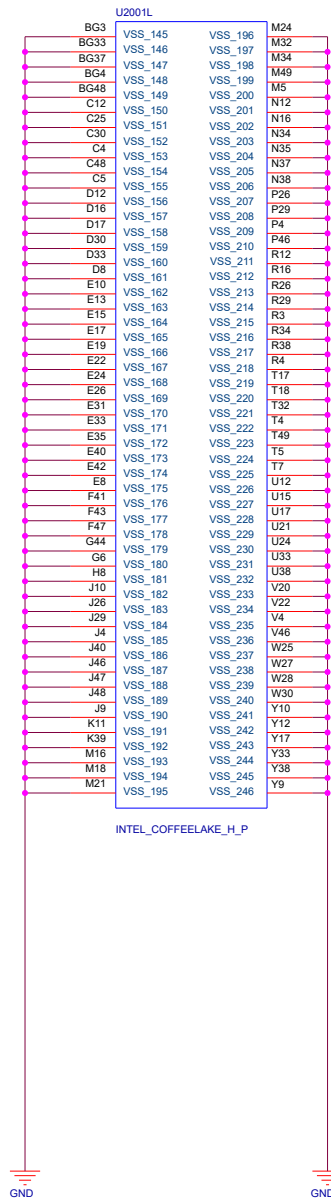 U2001L
BG3 VSS_145 VSS_196 M24
BG33 VSS_146 VSS_197 M32
BG37 VSS_147 VSS_198 M34
BG4 VSS_148 VSS_199 M49
BG48 VSS_149 VSS_200 M5
C12 VSS_150 VSS_201 N12
C25 VSS_151 VSS_202 N16
C30 VSS_152 VSS_203 N34
C4 VSS_153 VSS_204 N35
C48 VSS_154 VSS_205 N37
C5 VSS_155 VSS_206 N38
D12 VSS_156 VSS_207 P26
D16 VSS_157 VSS_208 P29
D17 VSS_158 VSS_209 P4
D30 VSS_159 VSS_210 P46
D33 VSS_160 VSS_211 R12
D8 VSS_161 VSS_212 R16
E10 VSS_162 VSS_213 R26
E13 VSS_163 VSS_214 R29
E15 VSS_164 VSS_215 R3
E17 VSS_165 VSS_216 R34
E19 VSS_166 VSS_217 R38
E22 VSS_167 VSS_218 R4
E24 VSS_168 VSS_219 T17
E26 VSS_169 VSS_220 T18
E31 VSS_170 VSS_221 T32
E33 VSS_171 VSS_222 T4
E35 VSS_172 VSS_223 T49
E40 VSS_173 VSS_224 T5
E42 VSS_174 VSS_225 T7
E8 VSS_175 VSS_226 U12
F41 VSS_176 VSS_227 U15
F43 VSS_177 VSS_228 U17
F47 VSS_178 VSS_229 U21
G44 VSS_179 VSS_230 U24
G6 VSS_180 VSS_231 U33
H8 VSS_181 VSS_232 U38
J10 VSS_182 VSS_233 V20
J26 VSS_183 VSS_234 V22
J29 VSS_184 VSS_235 V4
J4 VSS_185 VSS_236 V46
J40 VSS_186 VSS_237 W25
J46 VSS_187 VSS_238 W27
J47 VSS_188 VSS_239 W28
J48 VSS_189 VSS_240 W30
J9 VSS_190 VSS_241 Y10
K11 VSS_191 VSS_242 Y12
K39 VSS_192 VSS_243 Y17
M16 VSS_193 VSS_244 Y33
M18 VSS_194 VSS_245 Y38
M21 VSS_195 VSS_246 Y9
INTEL_COFFEELAKE_H_P
GND GND